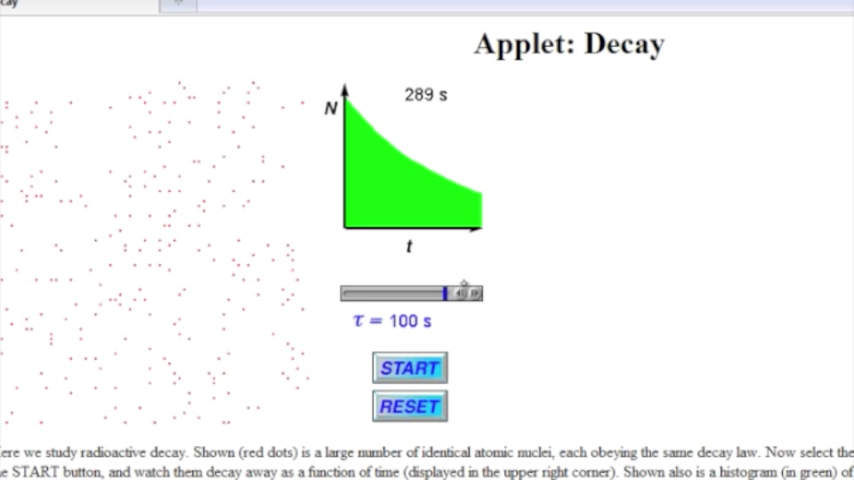 cay
Applet: Decay
N
289 s
t
τ = 100 s
START
RESET
ere we study radioactive decay. Shown (red dots) is a large number of identical atomic nuclei, each obeying the same decay law. Now select the
e START button, and watch them decay away as a function of time (displayed in the upper right corner). Shown also is a histogram (in green) of